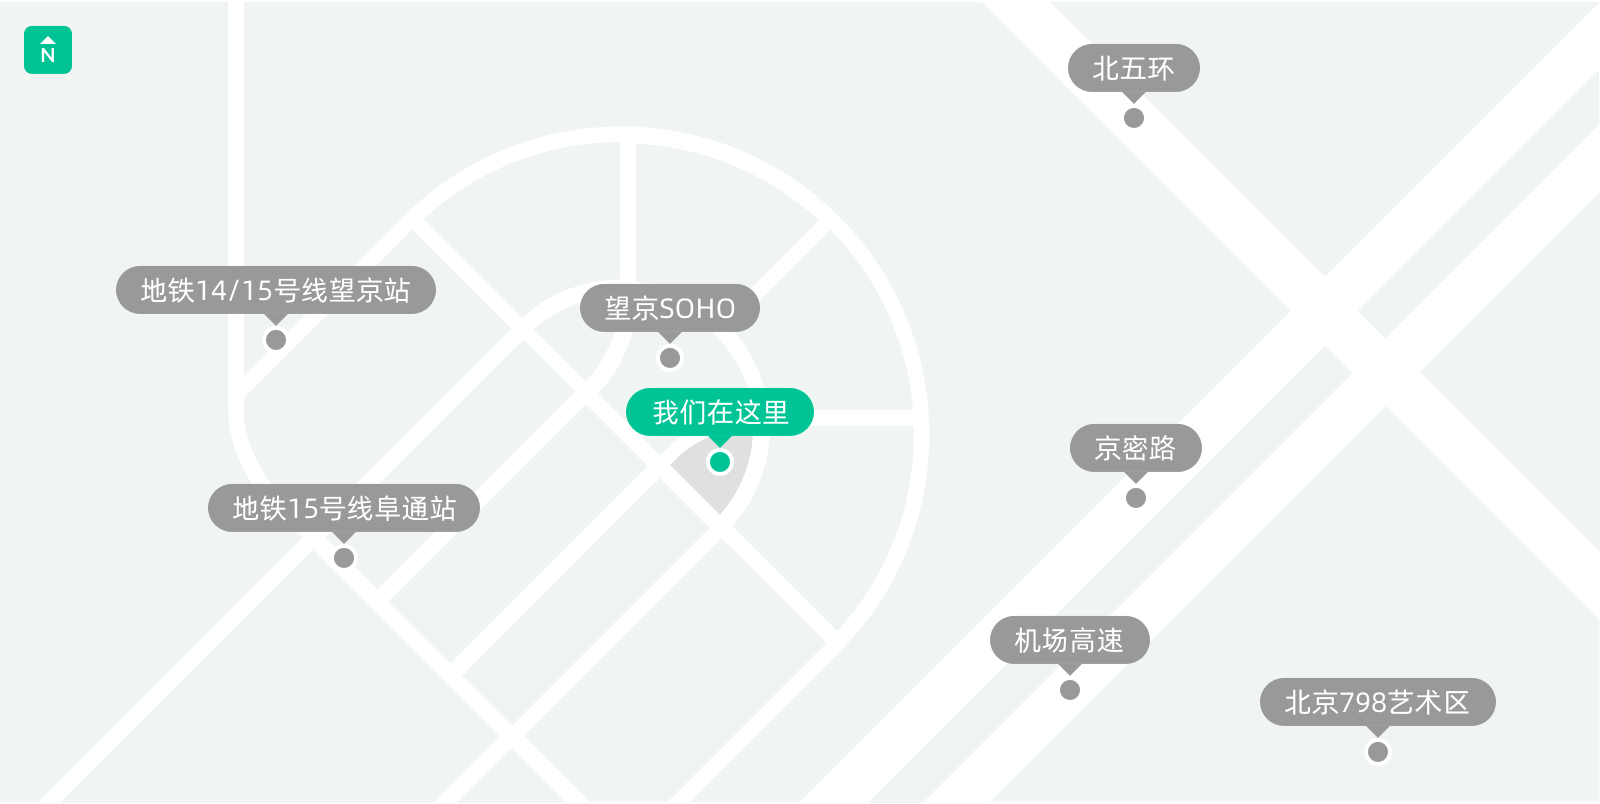 N
北五环
地铁14/15号线望京站
望京SOHO
我们在这里
京密路
地铁15号线阜通站
机场高速
北京798艺术区